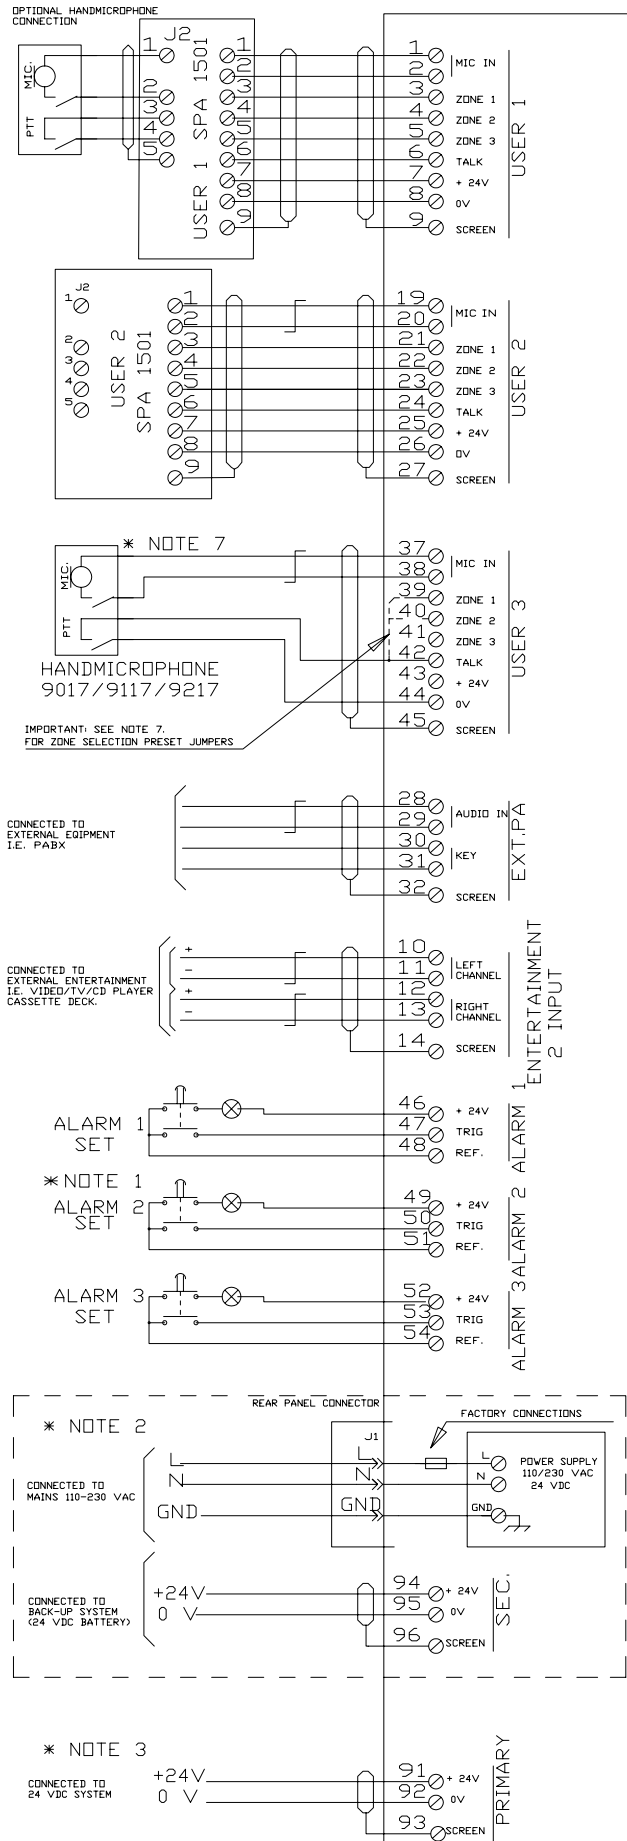 OPTIONAL HANDMICROPHONE
CONNECTION
MIC.
PTT
J2
1
2
3
4
5
USER 1 SPA 1501
1
2
3
4
5
6
7
8
9
1
2
MIC IN
3 ZONE 1
4 ZONE 2
5 ZONE 3
6 TALK
7 + 24V
8 0V
9 SCREEN
USER 1
J2
1
2
3
4
5
USER 2
SPA 1501
1
2
3
4
5
6
7
8
9
19
20
MIC IN
21 ZONE 1
22 ZONE 2
23 ZONE 3
24 TALK
25 + 24V
26 0V
27 SCREEN
USER 2
* NOTE 7
MIC.
PTT
HANDMICROPHONE
9017/9117/9217
IMPORTANT: SEE NOTE 7.
FOR ZONE SELECTION PRESET JUMPERS
37
38
MIC IN
39 ZONE 1
40 ZONE 2
41 ZONE 3
42 TALK
43 + 24V
44 0V
45 SCREEN
USER 3
CONNECTED TO
EXTERNAL EQIPMENT
I.E. PABX
28
29
AUDIO IN
30
31
KEY
32 SCREEN
EXT.PA
CONNECTED TO
EXTERNAL ENTERTAINMENT
I.E. VIDEO/TV/CD PLAYER
CASSETTE DECK.
+
-
+
-
10
11
LEFT
CHANNEL
12
13
RIGHT
CHANNEL
14 SCREEN
ENTERTAINMENT
2 INPUT
ALARM 1
SET
46 + 24V
47 TRIG
48 REF.
ALARM 1
* NOTE 1
ALARM 2
SET
49 + 24V
50 TRIG
51 REF.
ALARM 2
ALARM 3
SET
52 + 24V
53 TRIG
54 REF.
ALARM 3
REAR PANEL CONNECTOR
* NOTE 2
FACTORY CONNECTIONS
J1
CONNECTED TO
MAINS 110-230 VAC
L
N
GND
L
N
GND
L
N
GND
POWER SUPPLY
110/230 VAC
24 VDC
CONNECTED TO
BACK-UP SYSTEM
(24 VDC BATTERY)
+24V
0 V
94 + 24V
95 0V
96 SCREEN
SEC.
* NOTE 3
CONNECTED TO
24 VDC SYSTEM
+24V
0 V
91 + 24V
92 0V
93 SCREEN
PRIMARY